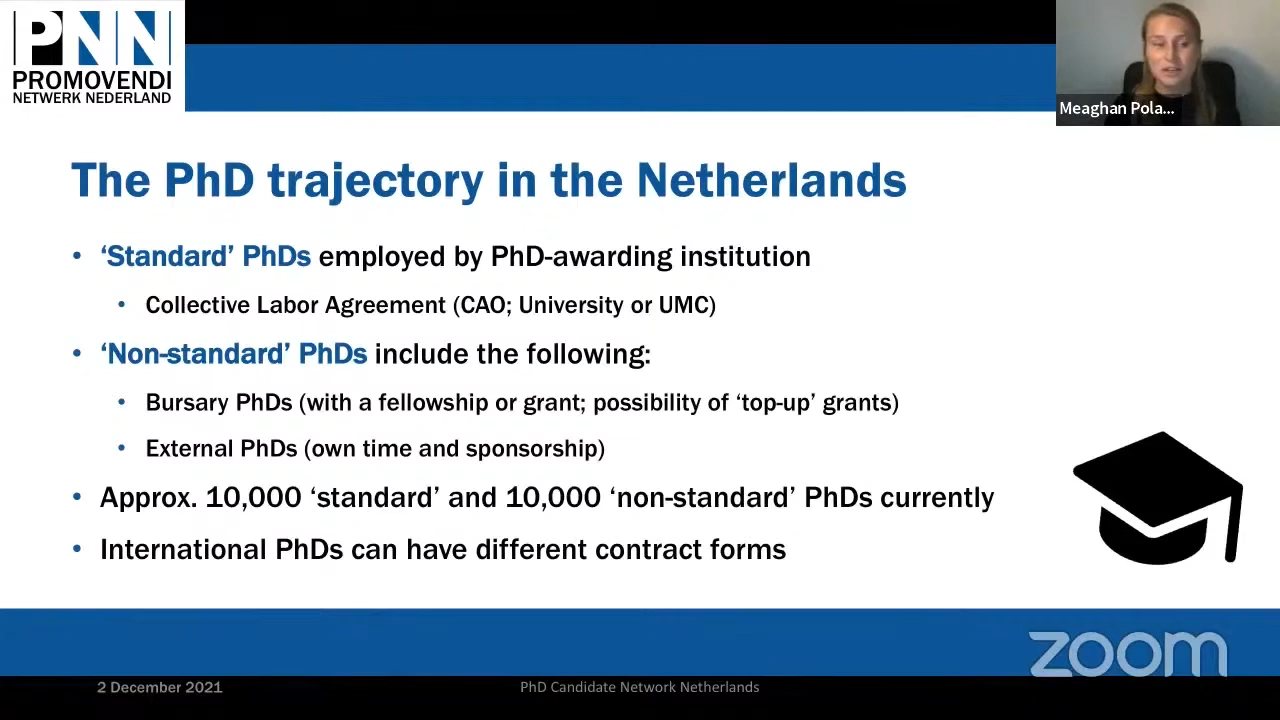 PNN
PROMOVENDI
NETWERK NEDERLAND
Meaghan Pola...
The PhD trajectory in the Netherlands
• ‘Standard’ PhDs employed by PhD-awarding institution
• Collective Labor Agreement (CAO; University or UMC)
• ‘Non-standard’ PhDs include the following:
• Bursary PhDs (with a fellowship or grant; possibility of ‘top-up’ grants)
• External PhDs (own time and sponsorship)
• Approx. 10,000 ‘standard’ and 10,000 ‘non-standard’ PhDs currently
• International PhDs can have different contract forms
zoom
2 December 2021
PhD Candidate Network Netherlands